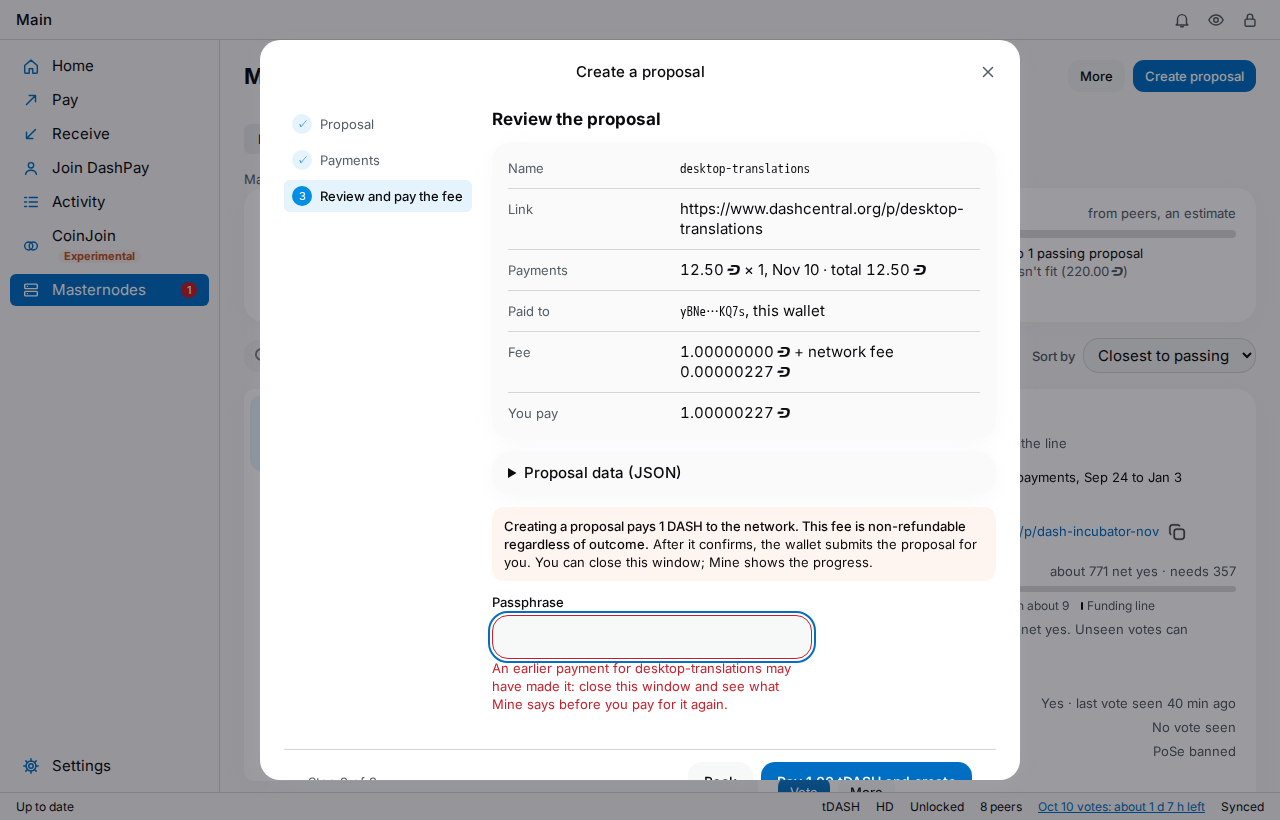 Main
Home
Pay
Receive
Join DashPay
Activity
CoinJoin
Experimental
Masternodes
1
Settings
More
Create proposal
from peers, an estimate
1 passing proposal
sn't fit (220.00)
Sort by
Closest to passing
the line
payments, Sep 24 to Jan 3
/p/dash-incubator-nov
about 771 net yes · needs 357
about 9
Funding line
net yes. Unseen votes can
Yes · last vote seen 40 min ago
No vote seen
PoSe banned
Vote
More
Create a proposal
Proposal
Payments
3
Review and pay the fee
Review the proposal
Name
desktop-translations
Link
https://www.dashcentral.org/p/desktop-
translations
Payments
12.50 × 1, Nov 10 · total 12.50
Paid to
yBNe…KQ7s, this wallet
Fee
1.00000000 + network fee
0.00000227
You pay
1.00000227
Proposal data (JSON)
Creating a proposal pays 1 DASH to the network. This fee is non-refundable
regardless of outcome. After it confirms, the wallet submits the proposal for
you. You can close this window; Mine shows the progress.
Passphrase
An earlier payment for desktop-translations may
have made it: close this window and see what
Mine says before you pay for it again.
Back
Up to date
tDASH
HD
Unlocked
8 peers
Oct 10 votes: about 1 d 7 h left
Synced